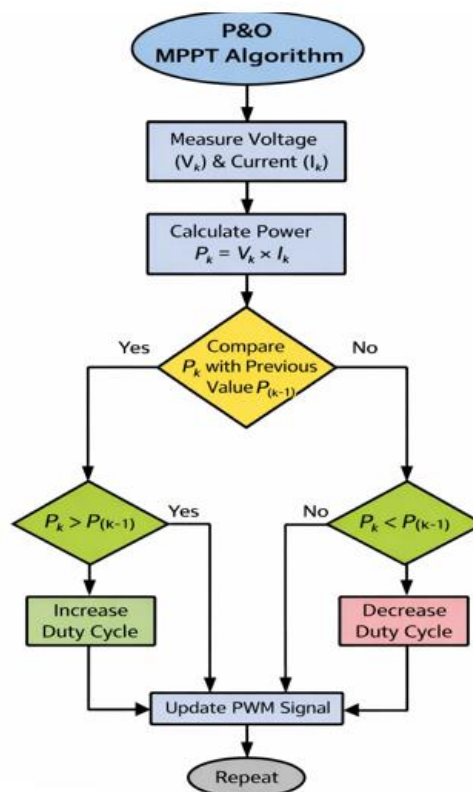 P&O
MPPT Algorithm
Measure Voltage
(Vₖ) & Current (Iₖ)
Calculate Power
Pₖ = Vₖ × Iₖ
Yes
Compare
Pₖ with Previous
Value P₍ₖ₋₁₎
No
Pₖ > P₍ₖ₋₁₎
Yes
No
Pₖ < P₍ₖ₋₁₎
Increase
Duty Cycle
Decrease
Duty Cycle
Update PWM Signal
Repeat